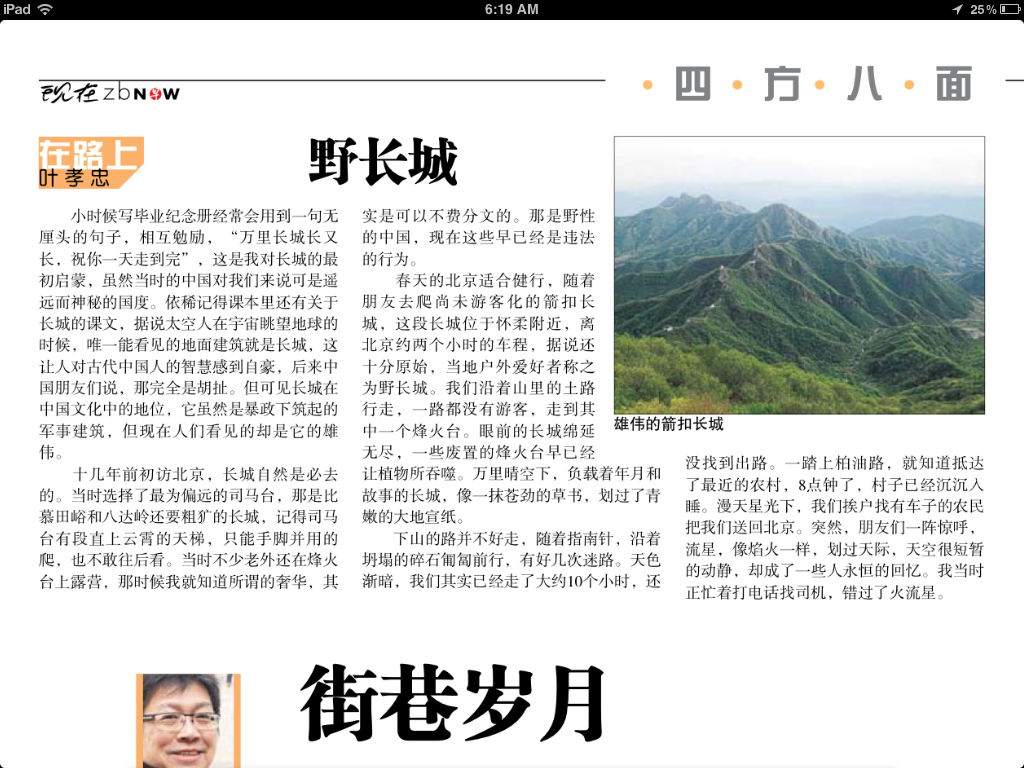 iPad
6:19 AM
25%
现在 zbNOW
四·方·八·面
在路上
叶孝忠
野长城
小时候写毕业纪念册经常会用到一句无
厘头的句子，相互勉励，“万里长城长又
长，祝你一天走到完”，这是我对长城的最
初启蒙，虽然当时的中国对我们来说可是遥
远而神秘的国度。依稀记得课本里还有关于
长城的课文，据说太空人在宇宙眺望地球的
时候，唯一能看见的地面建筑就是长城，这
让人对古代中国人的智慧感到自豪，后来中
国朋友们说，那完全是胡扯。但可见长城在
中国文化中的地位，它虽然是暴政下筑起的
军事建筑，但现在人们看见的却是它的雄
伟。
十几年前初访北京，长城自然是必去
的。当时选择了最为偏远的司马台，那是比
慕田峪和八达岭还要粗犷的长城，记得司马
台有段直上云霄的天梯，只能手脚并用的
爬，也不敢往后看。当时不少老外还在烽火
台上露营，那时候我就知道所谓的奢华，其
实是可以不费分文的。那是野性
的中国，现在这些早已经是违法
的行为。
春天的北京适合健行，随着
朋友去爬尚未游客化的箭扣长
城，这段长城位于怀柔附近，离
北京约两个小时的车程，据说还
十分原始，当地户外爱好者称之
为野长城。我们沿着山里的土路
行走，一路都没有游客，走到其
中一个烽火台。眼前的长城绵延
无尽，一些废置的烽火台早已经
让植物所吞噬。万里晴空下，负载着年月和
故事的长城，像一抹苍劲的草书，划过了青
嫩的大地宣纸。
下山的路并不好走，随着指南针，沿着
坍塌的碎石匍匐前行，有好几次迷路。天色
渐暗，我们其实已经走了大约10个小时，还
雄伟的箭扣长城
没找到出路。一踏上柏油路，就知道抵达
了最近的农村，8点钟了，村子已经沉沉入
睡。漫天星光下，我们挨户找有车子的农民
把我们送回北京。突然，朋友们一阵惊呼，
流星，像焰火一样，划过天际，天空很短暂
的动静，却成了一些人永恒的回忆。我当时
正忙着打电话找司机，错过了火流星。
街巷岁月